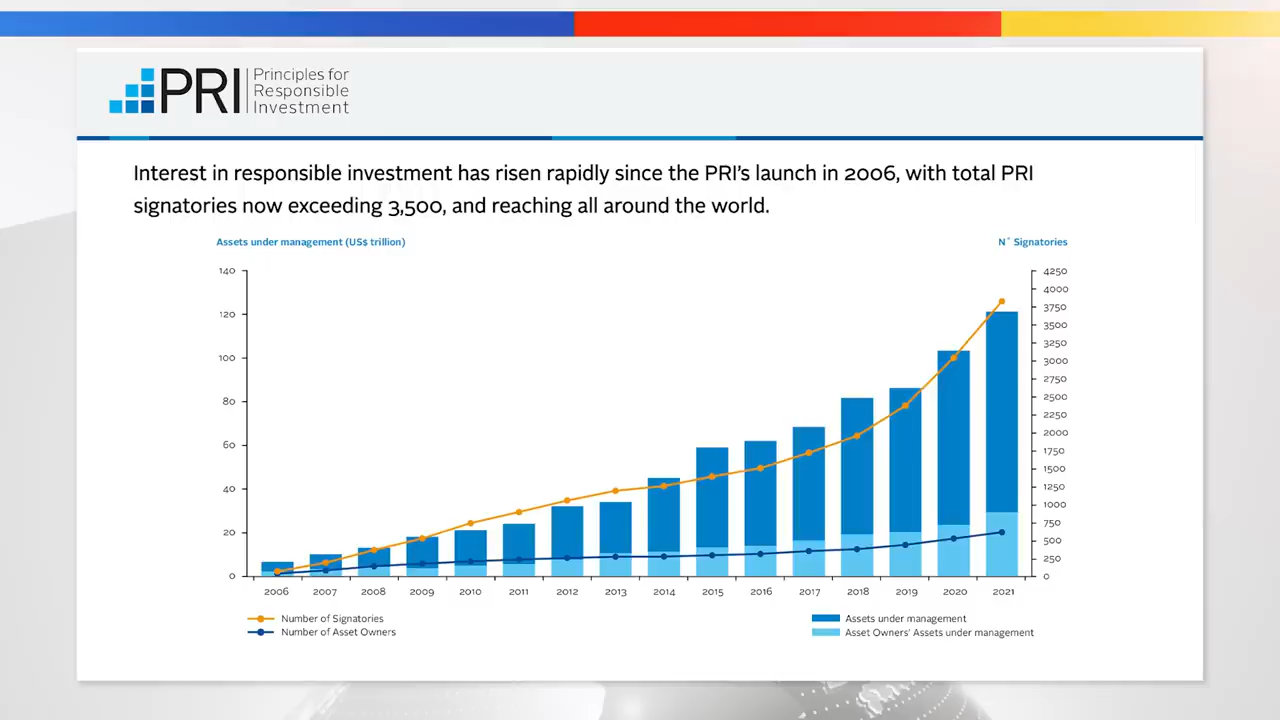 PRI
Principles for
Responsible
Investment
Interest in responsible investment has risen rapidly since the PRI's launch in 2006, with total PRI
signatories now exceeding 3,500, and reaching all around the world.
Assets under management (US$ trillion)
N° Signatories
140
120
100
80
60
40
20
0
4250
4000
3750
3500
3250
3000
2750
2500
2250
2000
1750
1500
1250
1000
750
500
250
0
2006 2007 2008 2009 2010 2011 2012 2013 2014 2015 2016 2017 2018 2019 2020 2021
Number of Signatories
Number of Asset Owners
Assets under management
Asset Owners' Assets under management